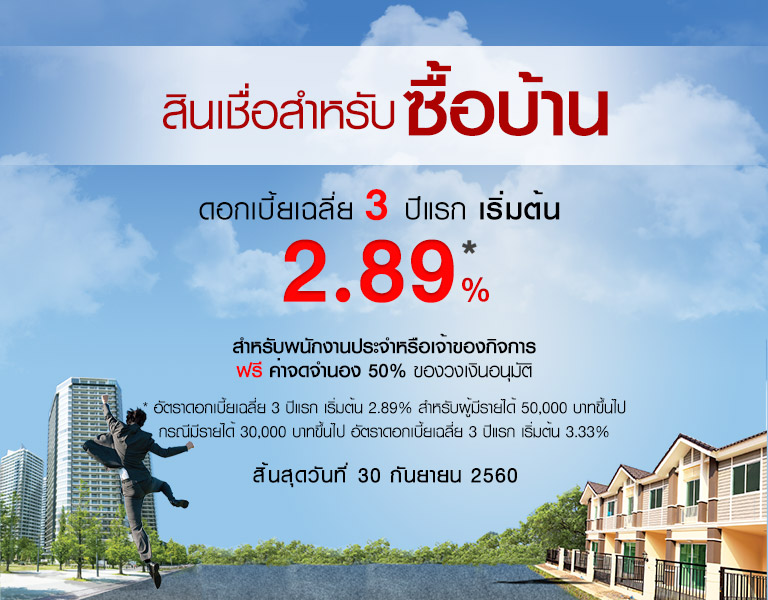 สินเชื่อสำหรับ ซื้อบ้าน
ดอกเบี้ยเฉลี่ย 3 ปีแรก เริ่มต้น
2.89*%
สำหรับพนักงานประจำหรือเจ้าของกิจการ
ฟรี ค่าจดจำนอง 50% ของวงเงินอนุมัติ
* อัตราดอกเบี้ยเฉลี่ย 3 ปีแรก เริ่มต้น 2.89% สำหรับผู้มีรายได้ 50,000 บาทขึ้นไป
กรณีมีรายได้ 30,000 บาทขึ้นไป อัตราดอกเบี้ยเฉลี่ย 3 ปีแรก เริ่มต้น 3.33%
สิ้นสุดวันที่ 30 กันยายน 2560